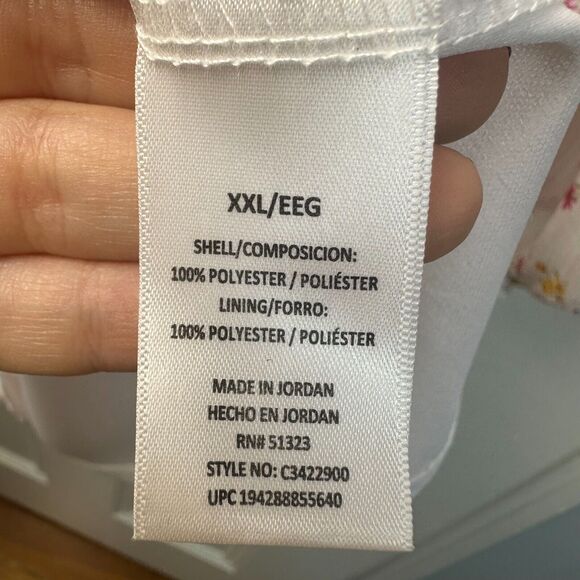 XXL/EEG
SHELL/COMPOSICION:
100% POLYESTER / POLIÉSTER
LINING/FORRO:
100% POLYESTER / POLIÉSTER
MADE IN JORDAN
HECHO EN JORDAN
RN# 51323
STYLE NO: C3422900
UPC 194288855640